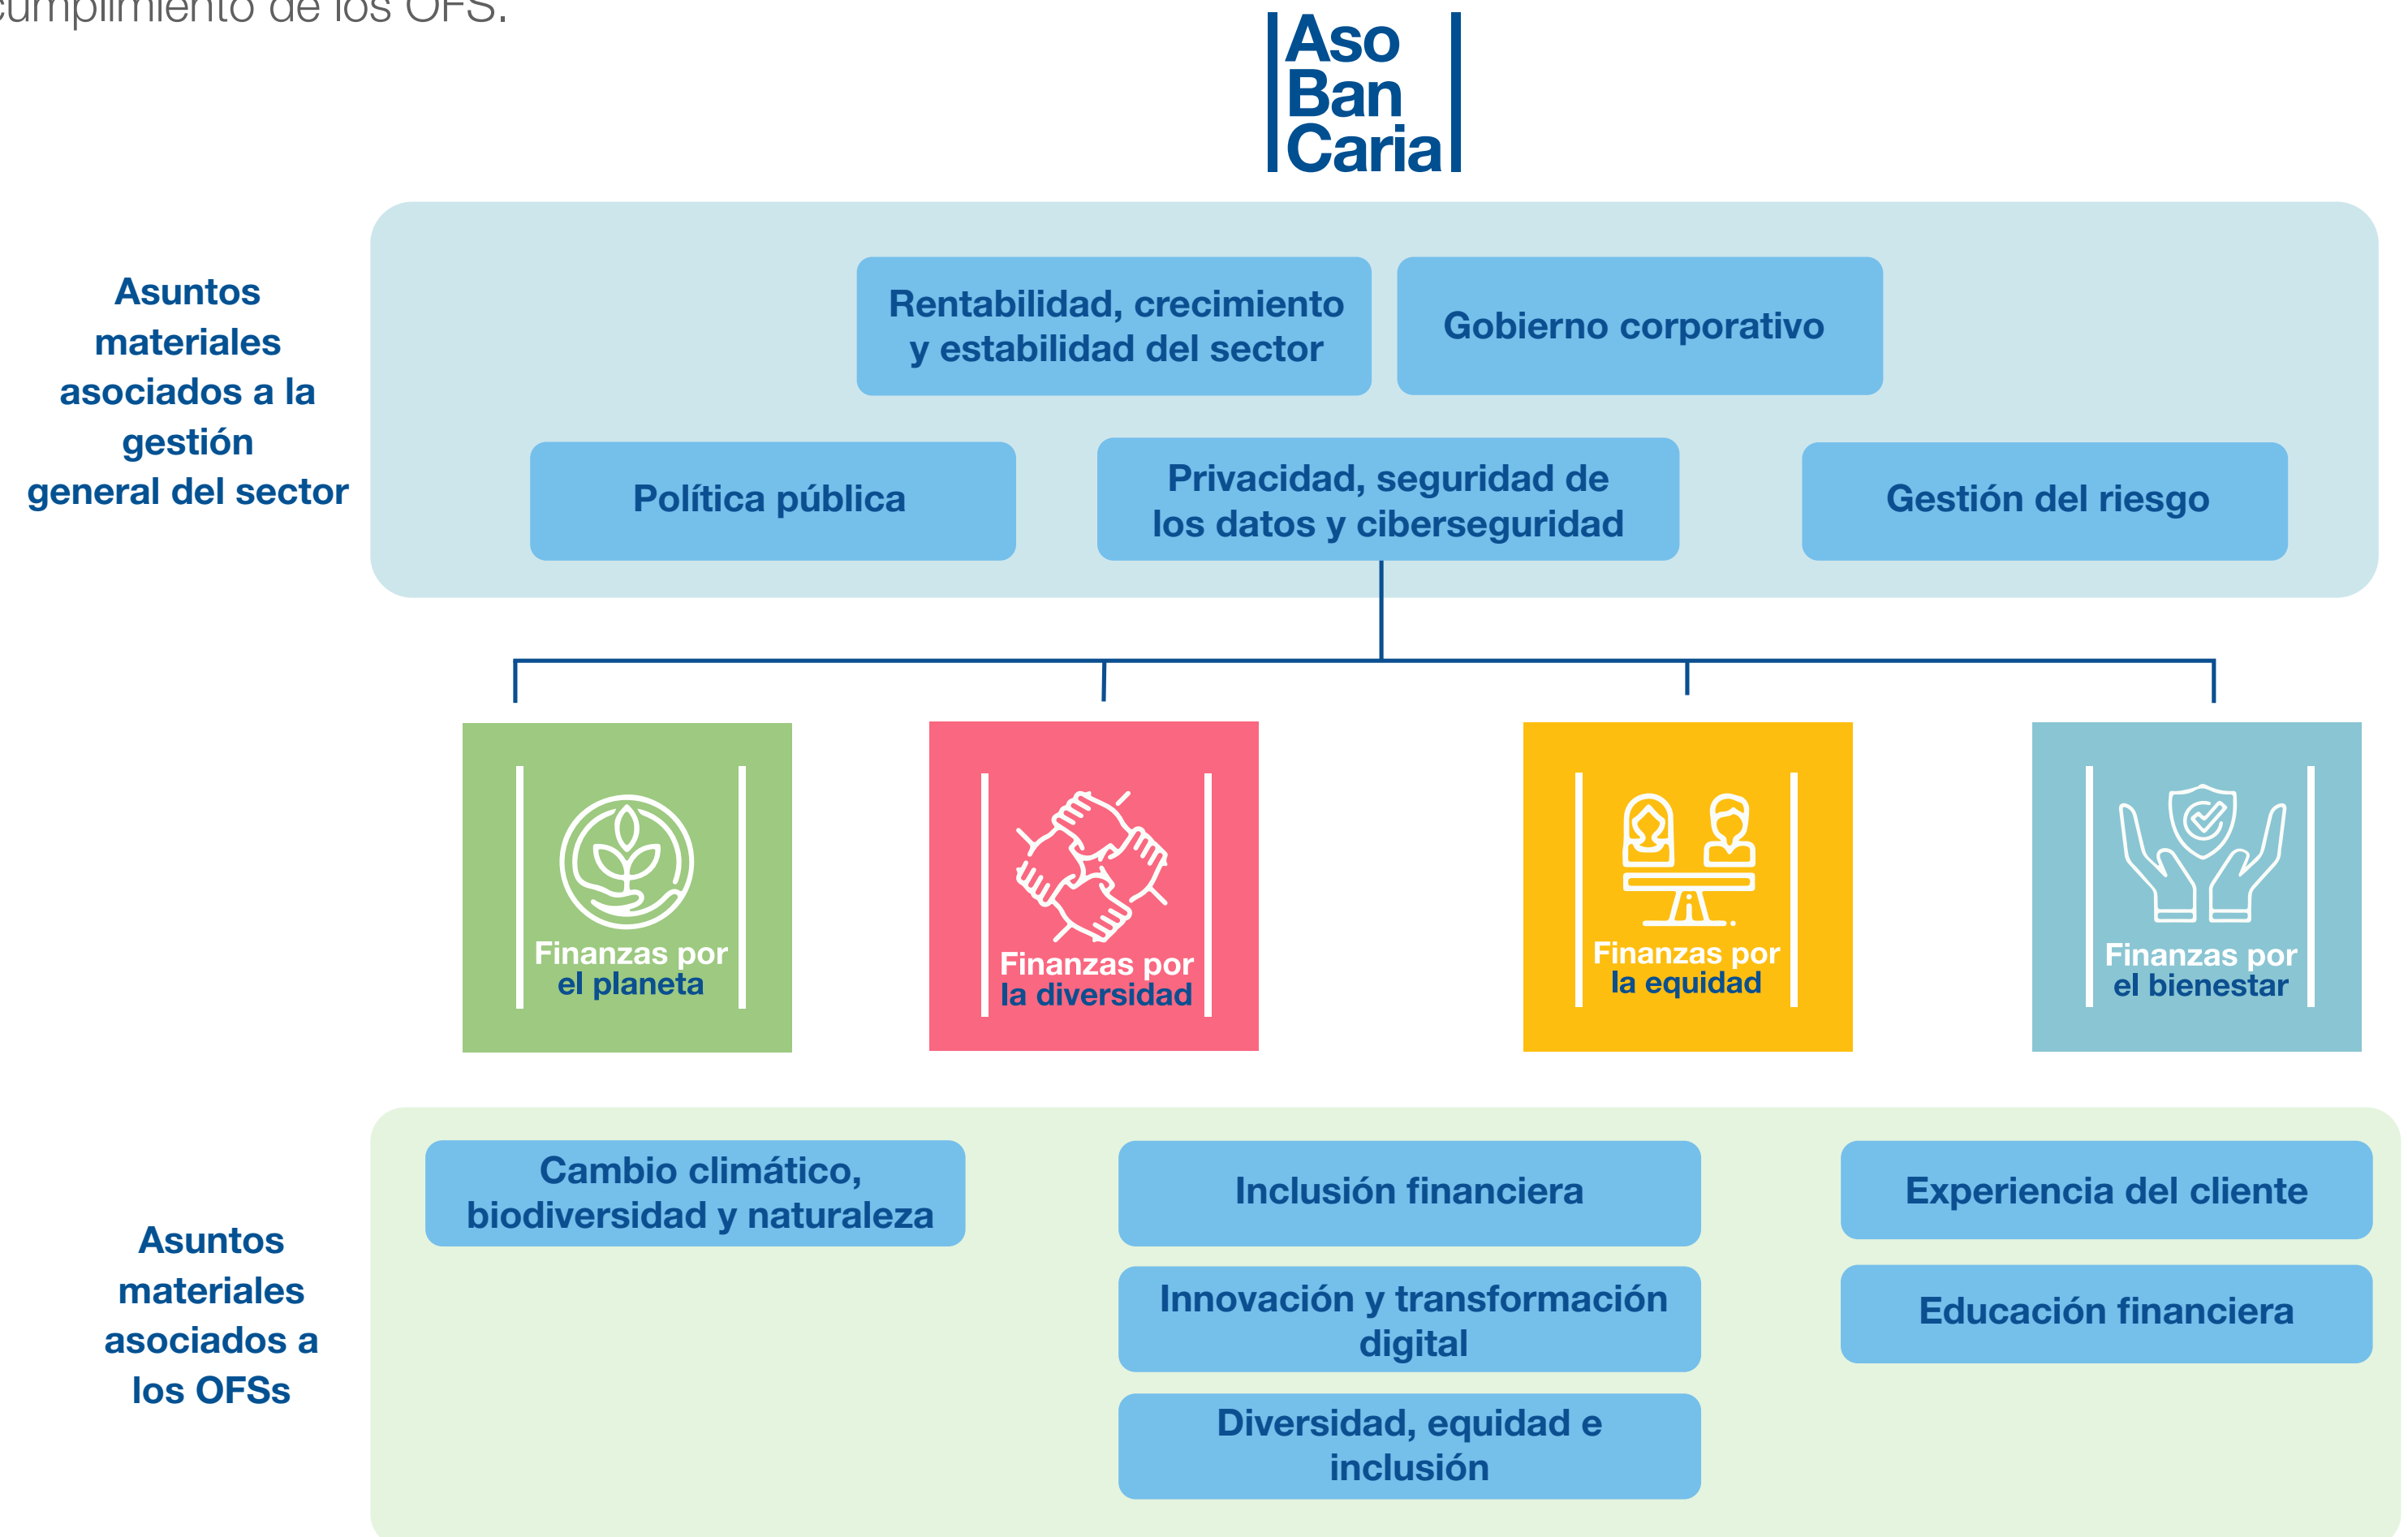 cumplimiento de los OFS.
Aso
Ban
Caria
Asuntos
materiales
asociados a la
gestión
general del sector
Rentabilidad, crecimiento
y estabilidad del sector
Gobierno corporativo
Política pública
Privacidad, seguridad de
los datos y ciberseguridad
Gestión del riesgo
Finanzas por
el planeta
Finanzas por
la diversidad
Finanzas por
la equidad
Finanzas por
el bienestar
Asuntos
materiales
asociados a
los OFSs
Cambio climático,
biodiversidad y naturaleza
Inclusión financiera
Innovación y transformación
digital
Diversidad, equidad e
inclusión
Experiencia del cliente
Educación financiera